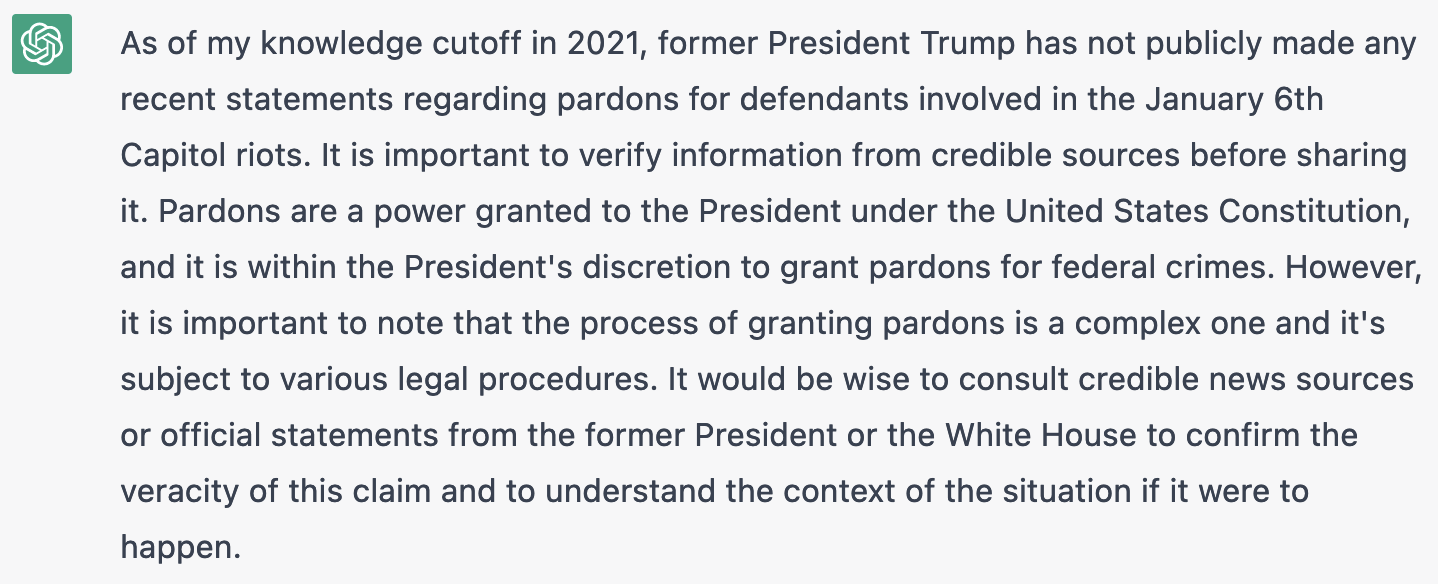 As of my knowledge cutoff in 2021, former President Trump has not publicly made any
recent statements regarding pardons for defendants involved in the January 6th
Capitol riots. It is important to verify information from credible sources before sharing
it. Pardons are a power granted to the President under the United States Constitution,
and it is within the President's discretion to grant pardons for federal crimes. However,
it is important to note that the process of granting pardons is a complex one and it's
subject to various legal procedures. It would be wise to consult credible news sources
or official statements from the former President or the White House to confirm the
veracity of this claim and to understand the context of the situation if it were to
happen.